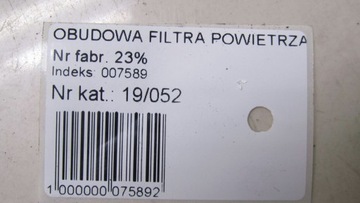 OBUDOWA FILTRA POWIETRZA
Nr fabr. 23%
Indeks: 007589
Nr kat.: 19/052
1 000000 075892